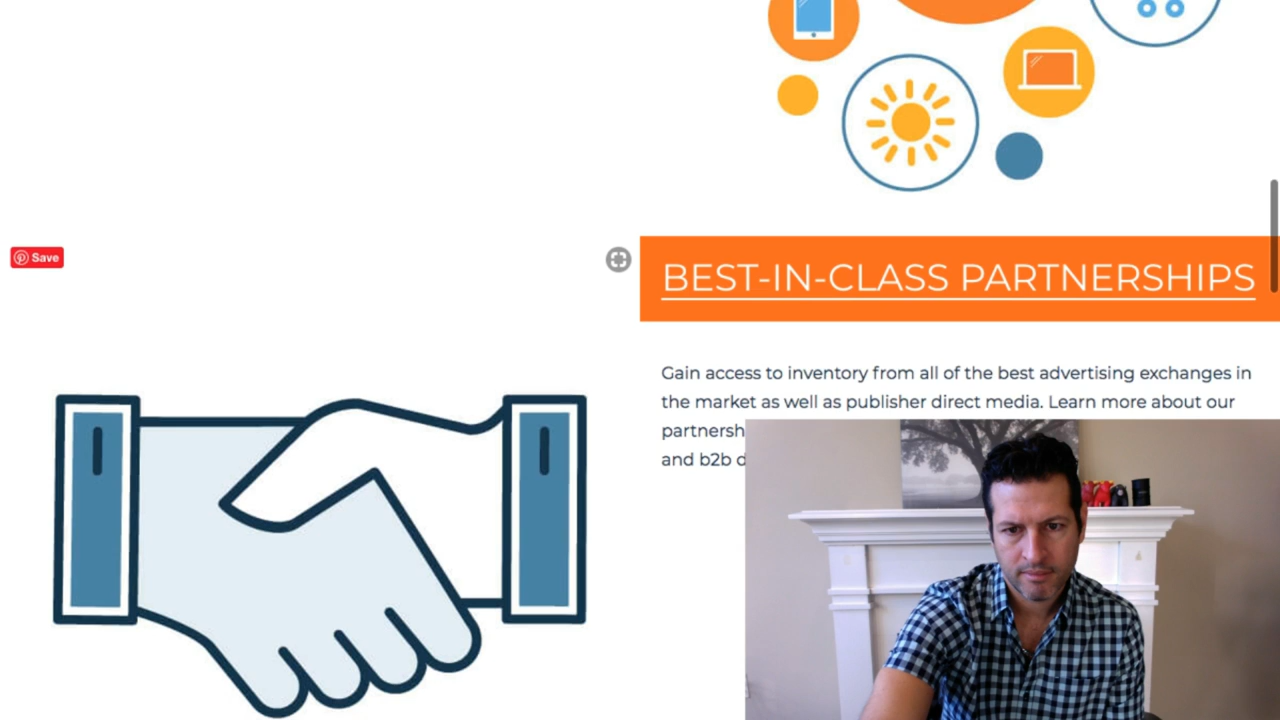 Save
BEST-IN-CLASS PARTNERSHIPS
Gain access to inventory from all of the best advertising exchanges in
the market as well as publisher direct media. Learn more about our
and b2b